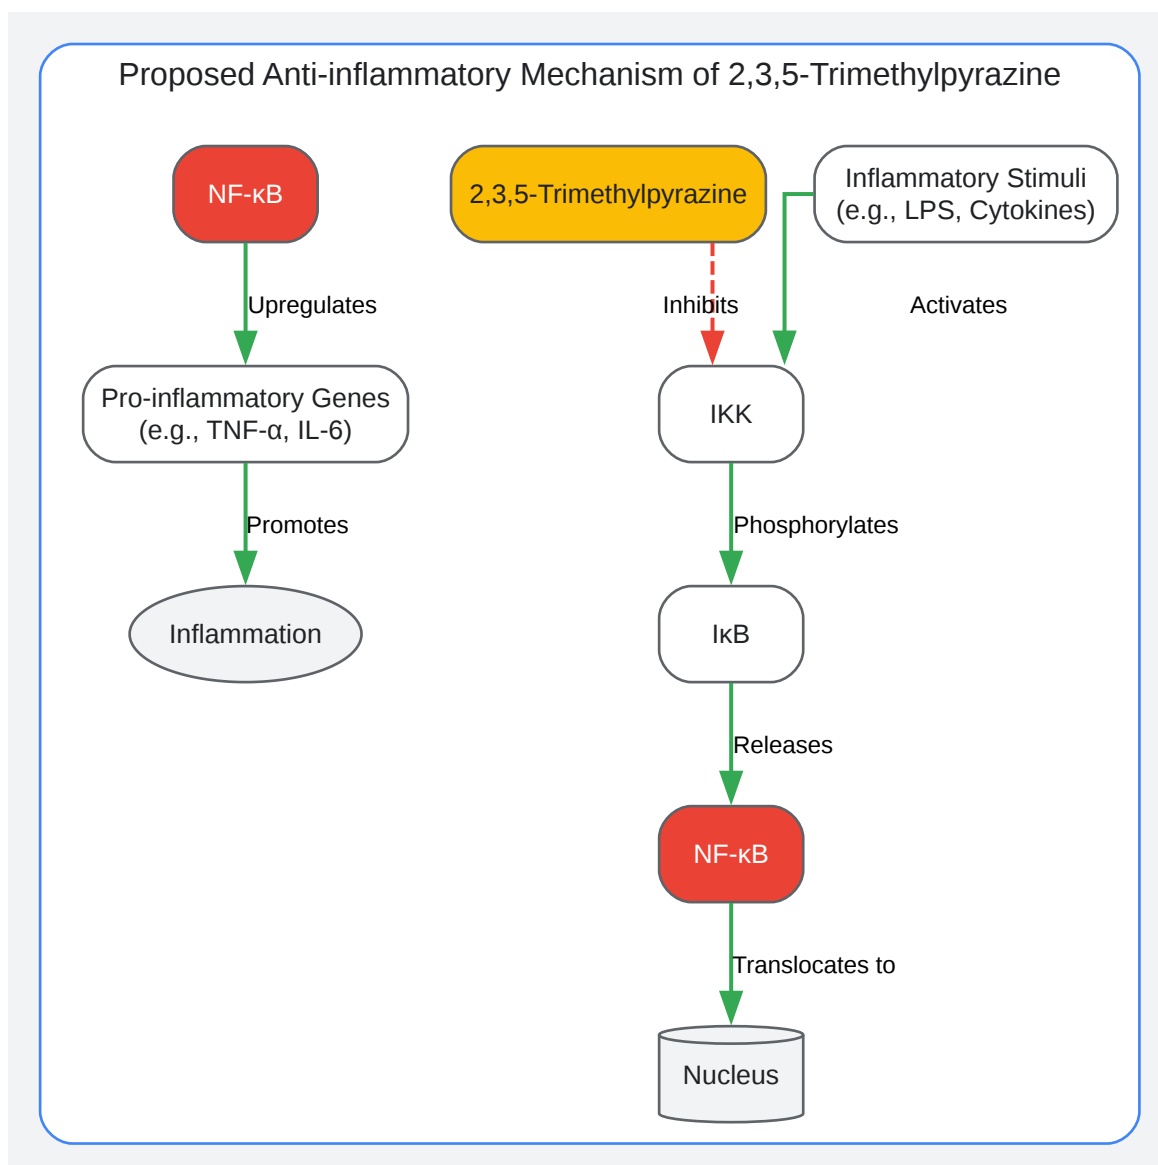 Proposed Anti-inflammatory Mechanism of 2,3,5-Trimethylpyrazine
NF-κB
2,3,5-Trimethylpyrazine
Inflammatory Stimuli
(e.g., LPS, Cytokines)
Upregulates
Inhibits
Activates
Pro-inflammatory Genes
(e.g., TNF-α, IL-6)
IKK
Promotes
Phosphorylates
Inflammation
IκB
Releases
NF-κB
Translocates to
Nucleus